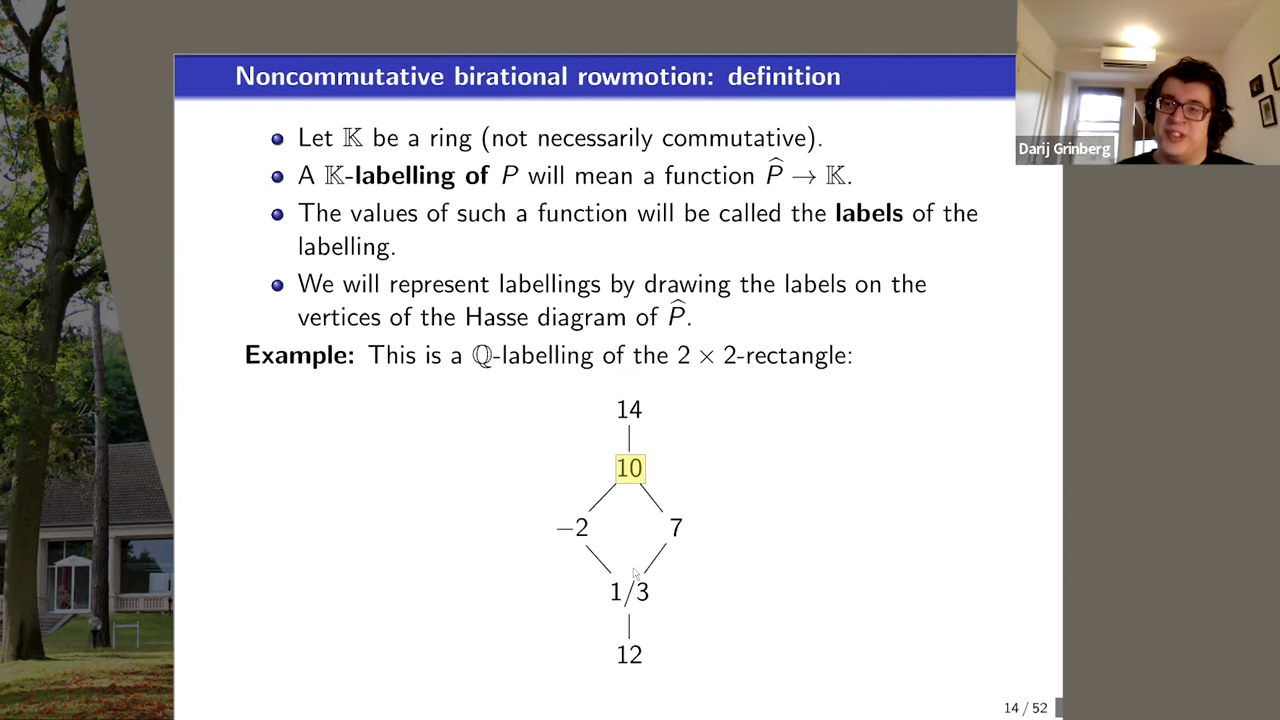 Noncommutative birational rowmotion: definition
Let 𝕂 be a ring (not necessarily commutative).
A 𝕂-labelling of P will mean a function P̂ → 𝕂.
The values of such a function will be called the labels of the
labelling.
We will represent labellings by drawing the labels on the
vertices of the Hasse diagram of P̂.
Example: This is a ℚ-labelling of the 2 × 2-rectangle:
14
10
−2 7
1/3
12
14 / 52
Darij Grinberg